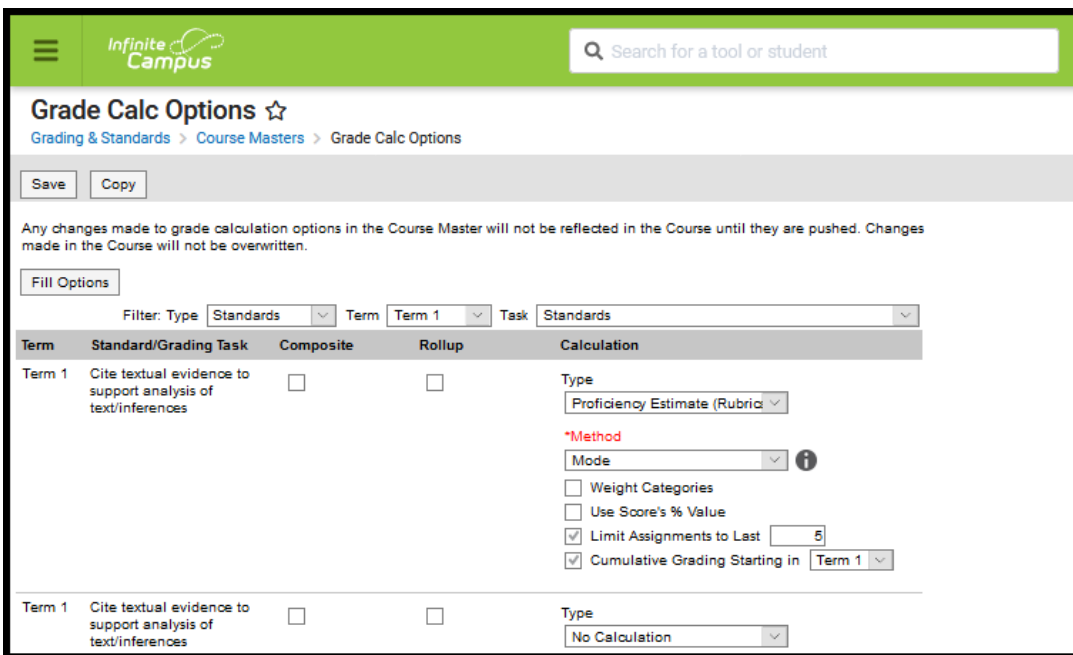 Infinite
Campus
Search for a tool or student
Grade Calc Options
Grading & Standards > Course Masters > Grade Calc Options
Save Copy
Any changes made to grade calculation options in the Course Master will not be reflected in the Course until they are pushed. Changes
made in the Course will not be overwritten.
Fill Options
Filter: Type Standards Term Term 1 Task Standards
Term Standard/Grading Task Composite Rollup Calculation
Term 1 Cite textual evidence to
support analysis of
text/inferences
Type
Proficiency Estimate (Rubric
*Method
Mode
Weight Categories
Use Score's % Value
Limit Assignments to Last 5
Cumulative Grading Starting in Term 1
Term 1 Cite textual evidence to
support analysis of
text/inferences
Type
No Calculation